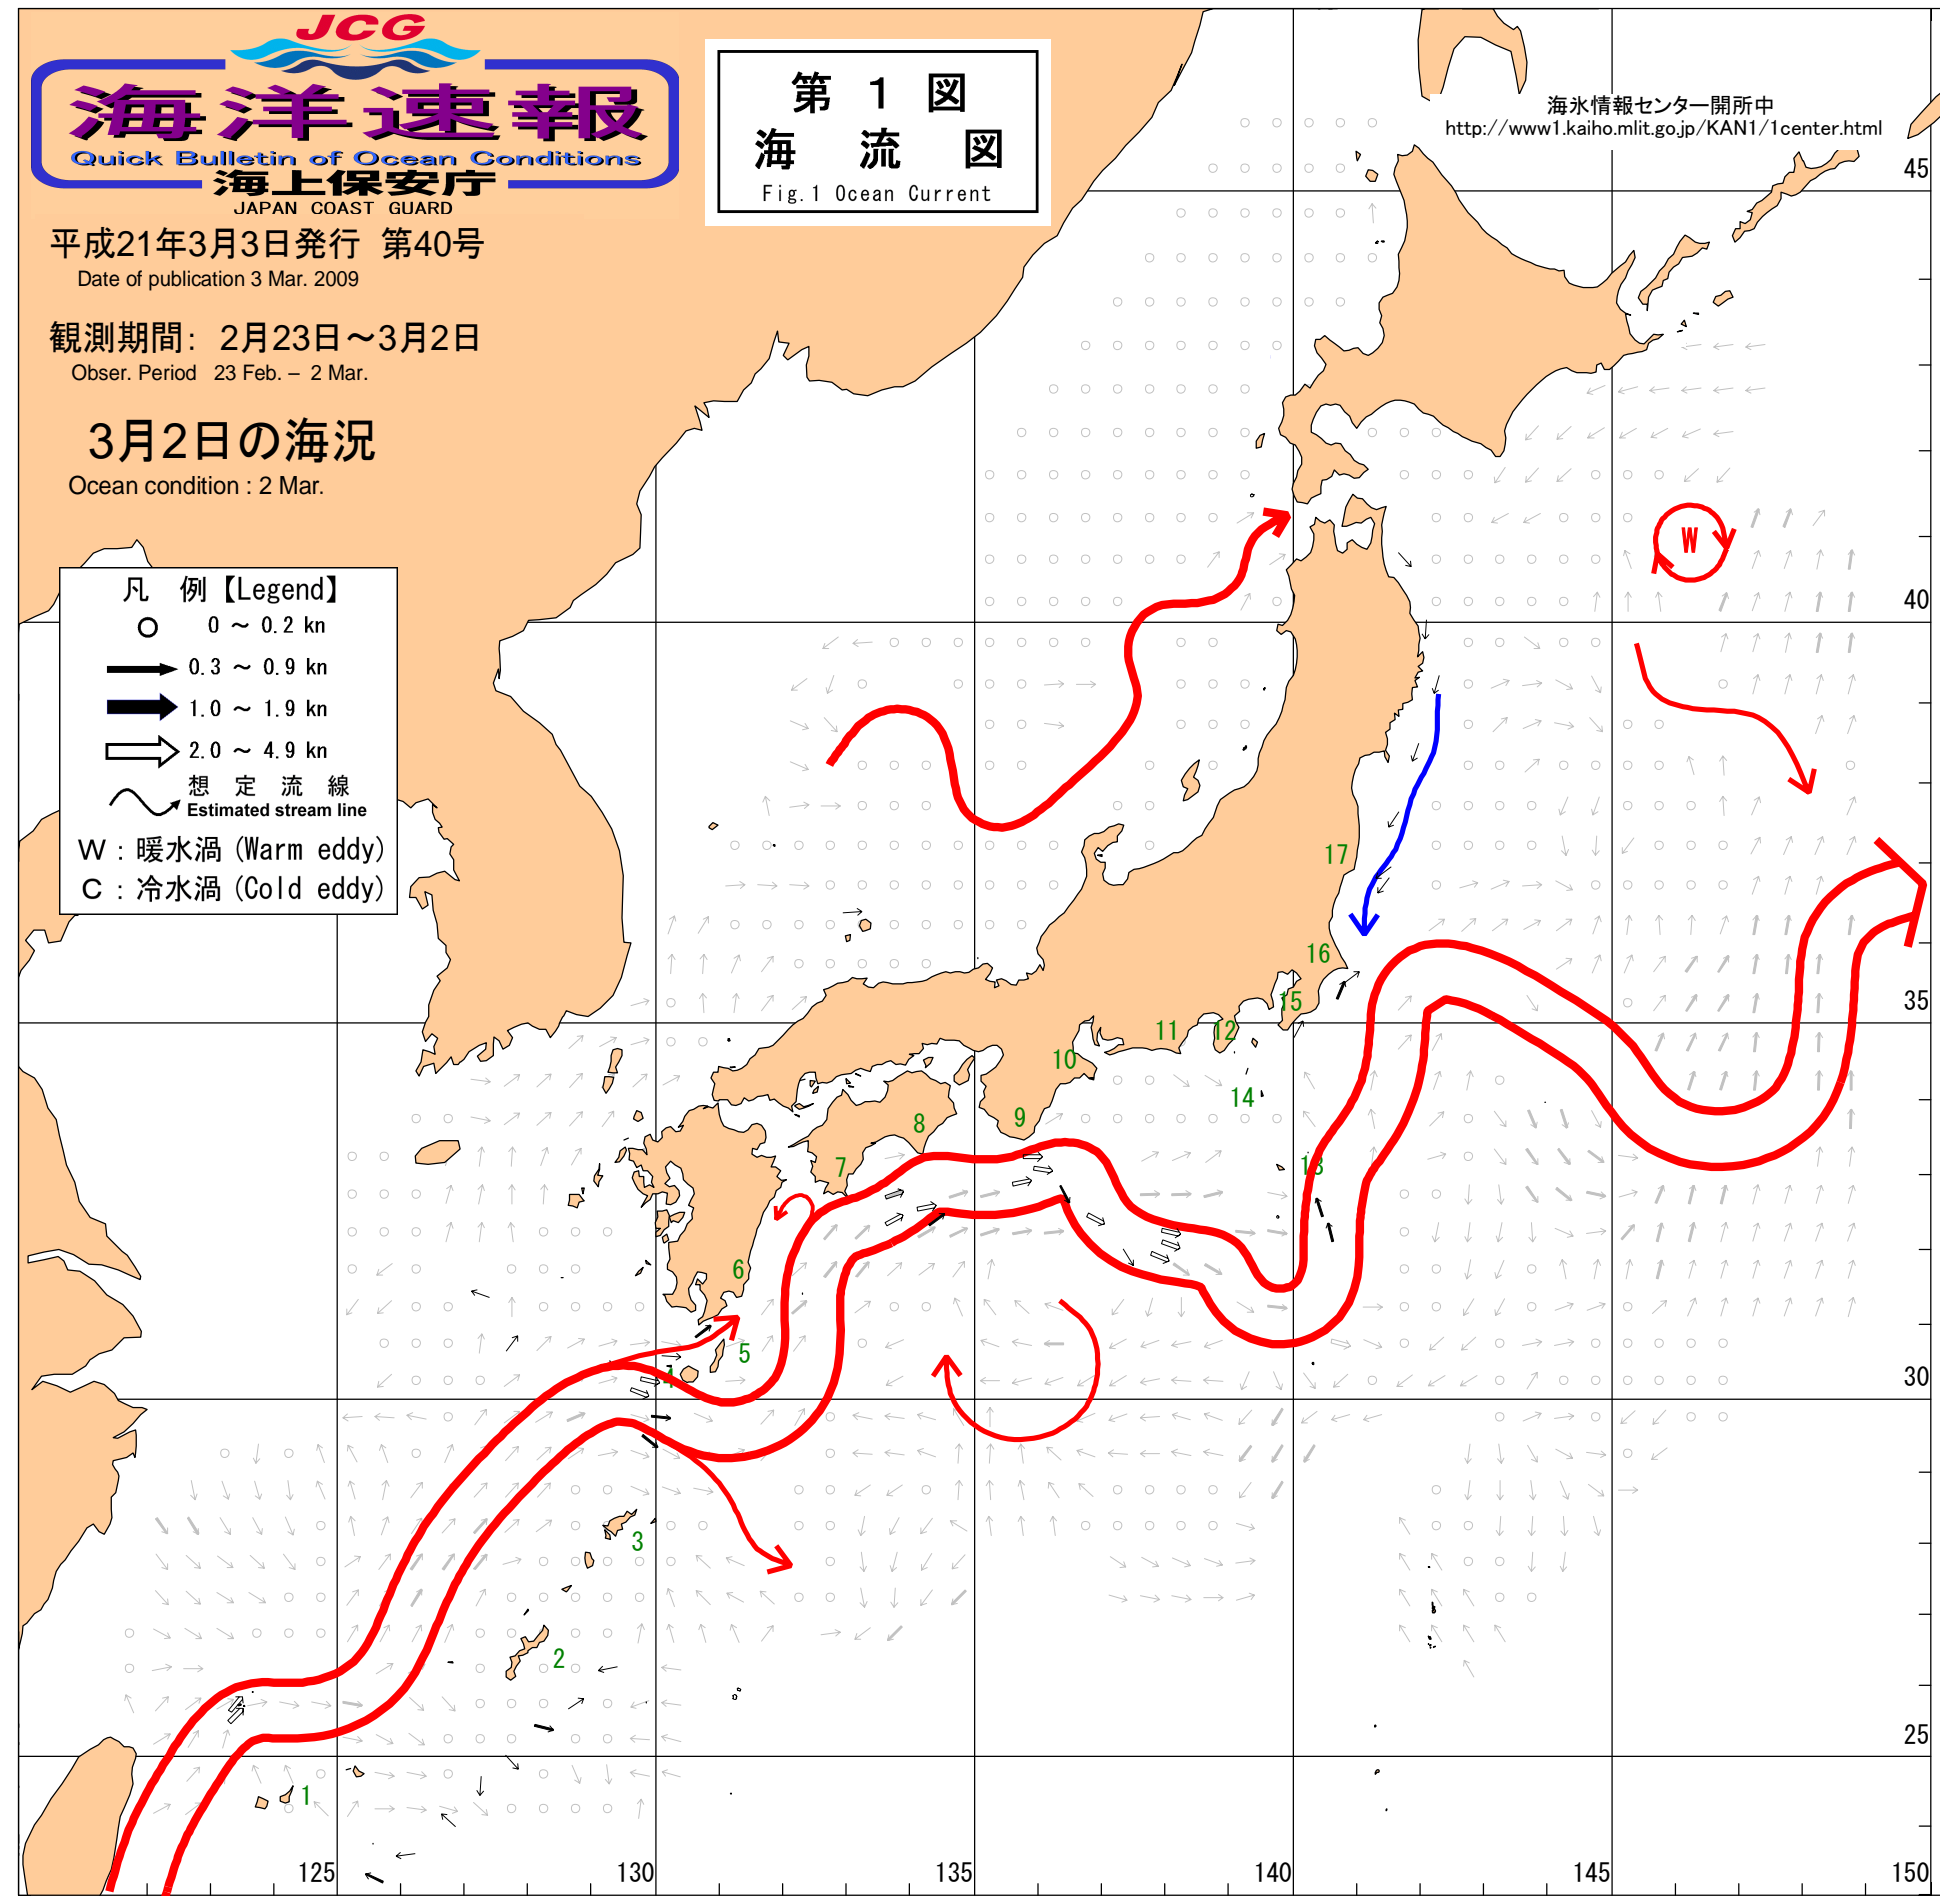 JCG
海洋速報
Quick Bulletin of Ocean Conditions
海上保安庁
JAPAN COAST GUARD
第 1 図
海 流 図
Fig.1 Ocean Current
海氷情報センター開所中
http://www1.kaiho.mlit.go.jp/KAN1/1center.html
平成21年3月3日発行 第40号
Date of publication 3 Mar. 2009
観測期間: 2月23日~3月2日
Obser. Period 23 Feb. – 2 Mar.
3月2日の海況
Ocean condition : 2 Mar.
凡 例【Legend】
0 ~ 0.2 kn
0.3 ~ 0.9 kn
1.0 ~ 1.9 kn
2.0 ~ 4.9 kn
想 定 流 線
Estimated stream line
W : 暖水渦 (Warm eddy)
C : 冷水渦 (Cold eddy)
45
W
40
17
16
35
15
12
11
10
14
9
8
7
13
6
5
4
30
3
2
25
1
125
130
135
140
145
150